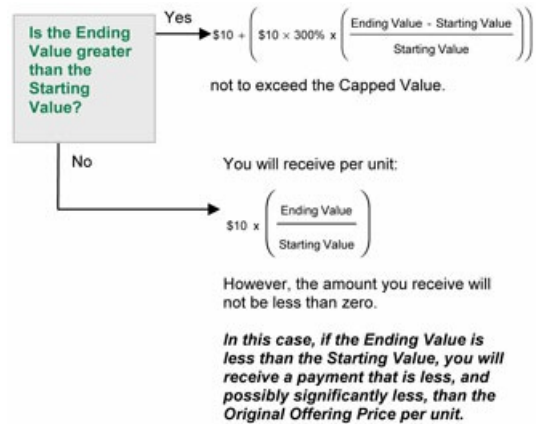 Is the Ending
Value greater
than the
Starting
Value?
Yes
$10 + ( $10 × 300% x ( Ending Value - Starting Value
Starting Value ) )
not to exceed the Capped Value.
No
You will receive per unit:
$10 x ( Ending Value
Starting Value )
However, the amount you receive will
not be less than zero.
In this case, if the Ending Value is
less than the Starting Value, you will
receive a payment that is less, and
possibly significantly less, than the
Original Offering Price per unit.